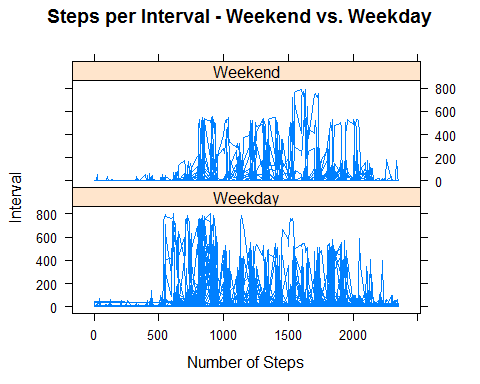 Steps per Interval - Weekend vs. Weekday
Weekend
800
600
400
200
0
Weekday
800
600
400
200
0
Interval
0 500 1000 1500 2000
Number of Steps